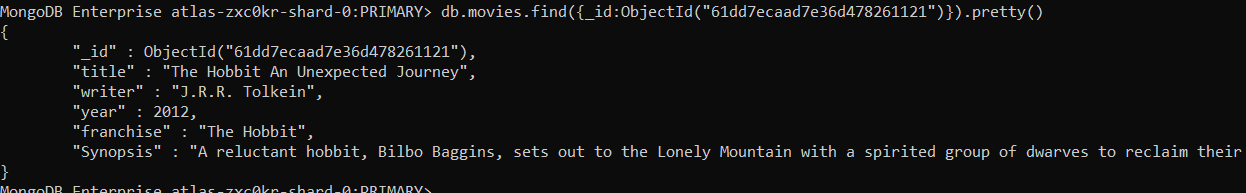 MongoDB Enterprise atlas-zxc0kr-shard-0:PRIMARY> db.movies.find({_id:ObjectId("61dd7ecaad7e36d478261121")}).pretty()
{
"_id" : ObjectId("61dd7ecaad7e36d478261121"),
"title" : "The Hobbit An Unexpected Journey",
"writer" : "J.R.R. Tolkein",
"year" : 2012,
"franchise" : "The Hobbit",
"Synopsis" : "A reluctant hobbit, Bilbo Baggins, sets out to the Lonely Mountain with a spirited group of dwarves to reclaim their
}
MongoDB Enterprise atlas-zxc0kr-shard-0:PRIMARY>